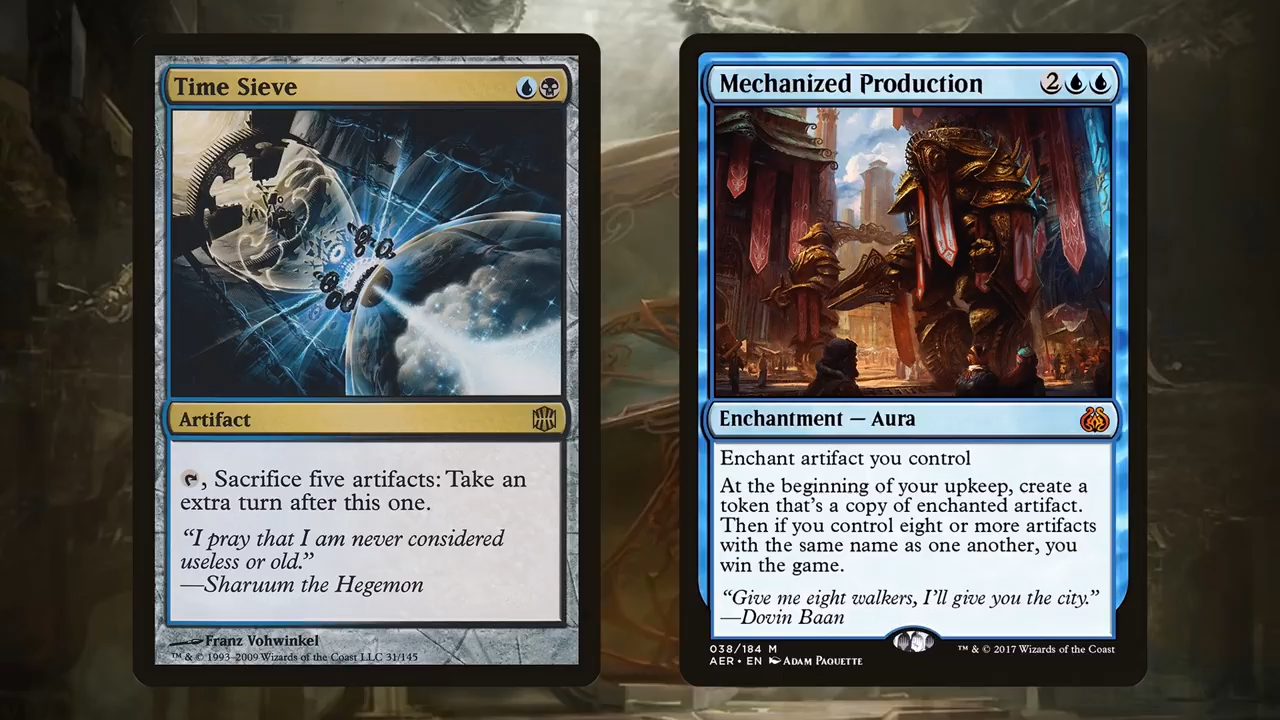 Time Sieve
Artifact
, Sacrifice five artifacts: Take an
extra turn after this one.
“I pray that I am never considered
useless or old.”
—Sharuum the Hegemon
Franz Vohwinkel
™ & © 1993–2009 Wizards of the Coast LLC 31/145
Mechanized Production
2
Enchantment — Aura
Enchant artifact you control
At the beginning of your upkeep, create a
token that’s a copy of enchanted artifact.
Then if you control eight or more artifacts
with the same name as one another, you
win the game.
“Give me eight walkers, I’ll give you the city.”
—Dovin Baan
038/184 M
AER • EN Adam Paquette
™ & © 2017 Wizards of the Coast